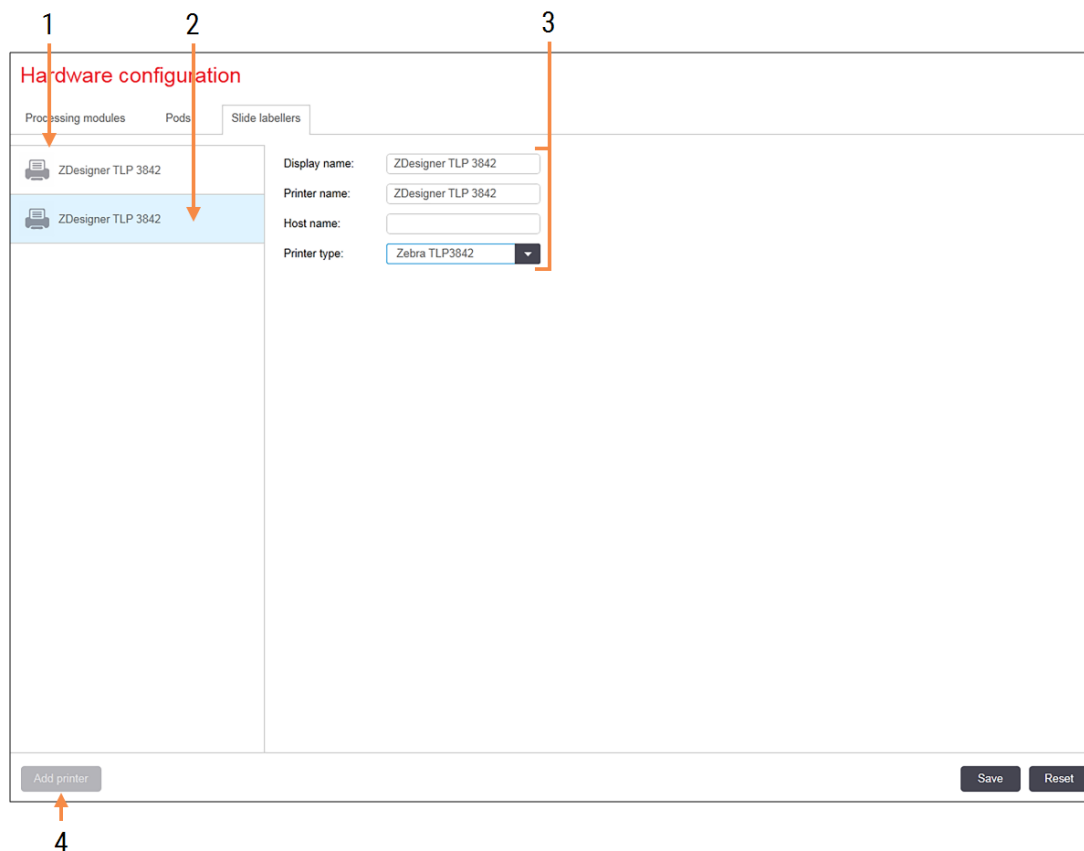 1 2 3
Hardware configuration
Processing modules Pods Slide labellers
ZDesigner TLP 3842
ZDesigner TLP 3842
Display name: ZDesigner TLP 3842
Printer name: ZDesigner TLP 3842
Host name:
Printer type: Zebra TLP3842
Add printer Save Reset
4